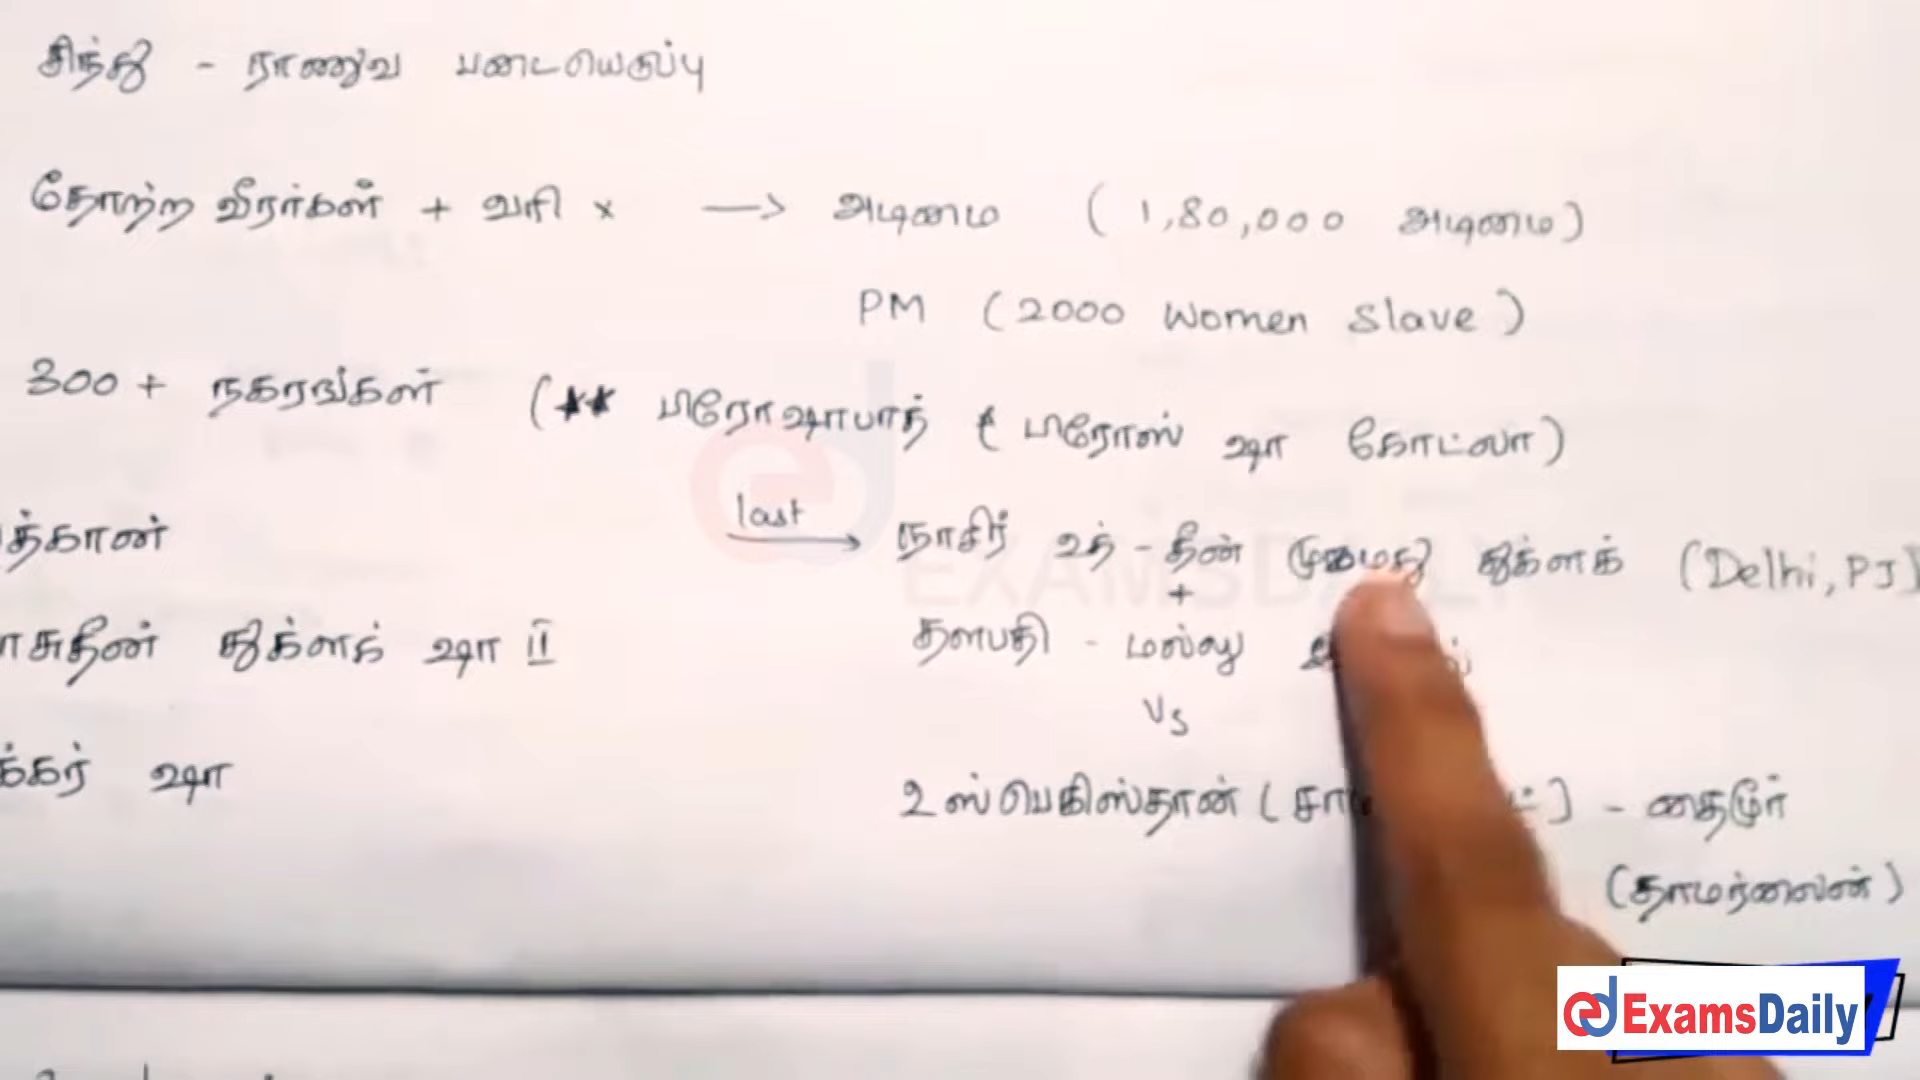 சிந்து - ராணுவ படையெடுப்பு
தோற்ற வீரர்கள் + வரி x → அடிமை (1,80,000 அடிமை)
PM (2000 Women Slave)
300+ நகரங்கள் (** பிரோஷாபாத் * பிரோஸ் ஷா கோட்லா)
last
த்கான் → நாசிர் உத்-தீன் முகமது துக்ளக் (Delhi, PJ)
+
சுதீன் துக்ளக் ஷா II
தளபதி - மல்லு
Vs
க்கர் ஷா
உஸ்பெகிஸ்தான் - தைமூர்
(தாமர்லைன்)
EXAMSDAILY
ExamsDaily